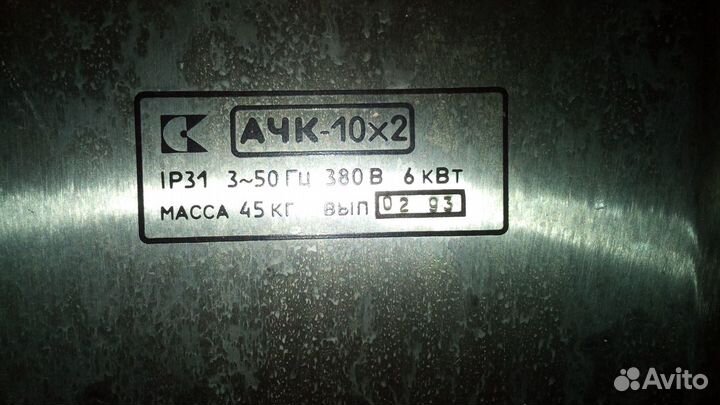 АЧК-10х2
IP31 3~50 ГЦ 380 В 6 кВт
МАССА 45 КГ ВЫП 02 93
Avito